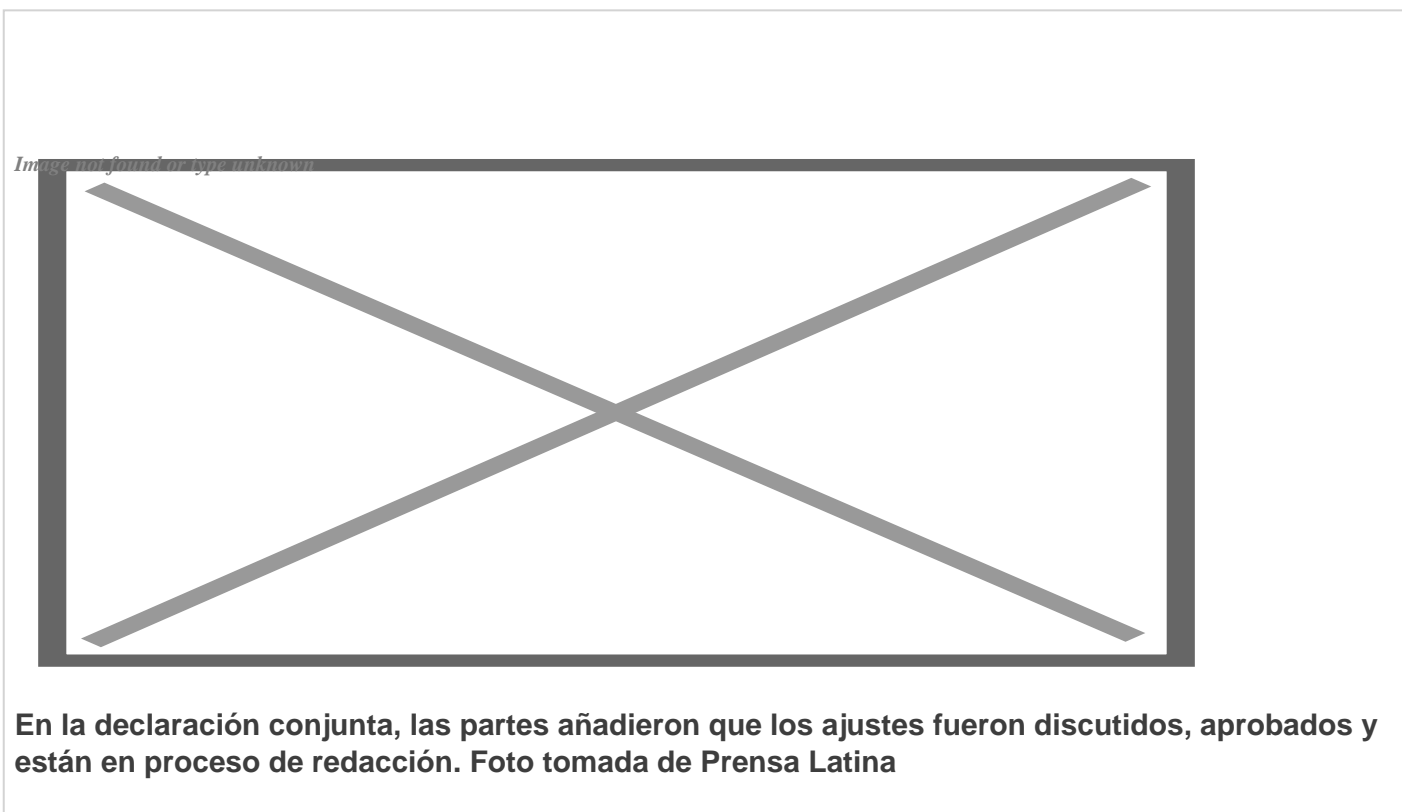 Image not found or type unknown
En la declaración conjunta, las partes añadieron que los ajustes fueron discutidos, aprobados y
están en proceso de redacción. Foto tomada de Prensa Latina